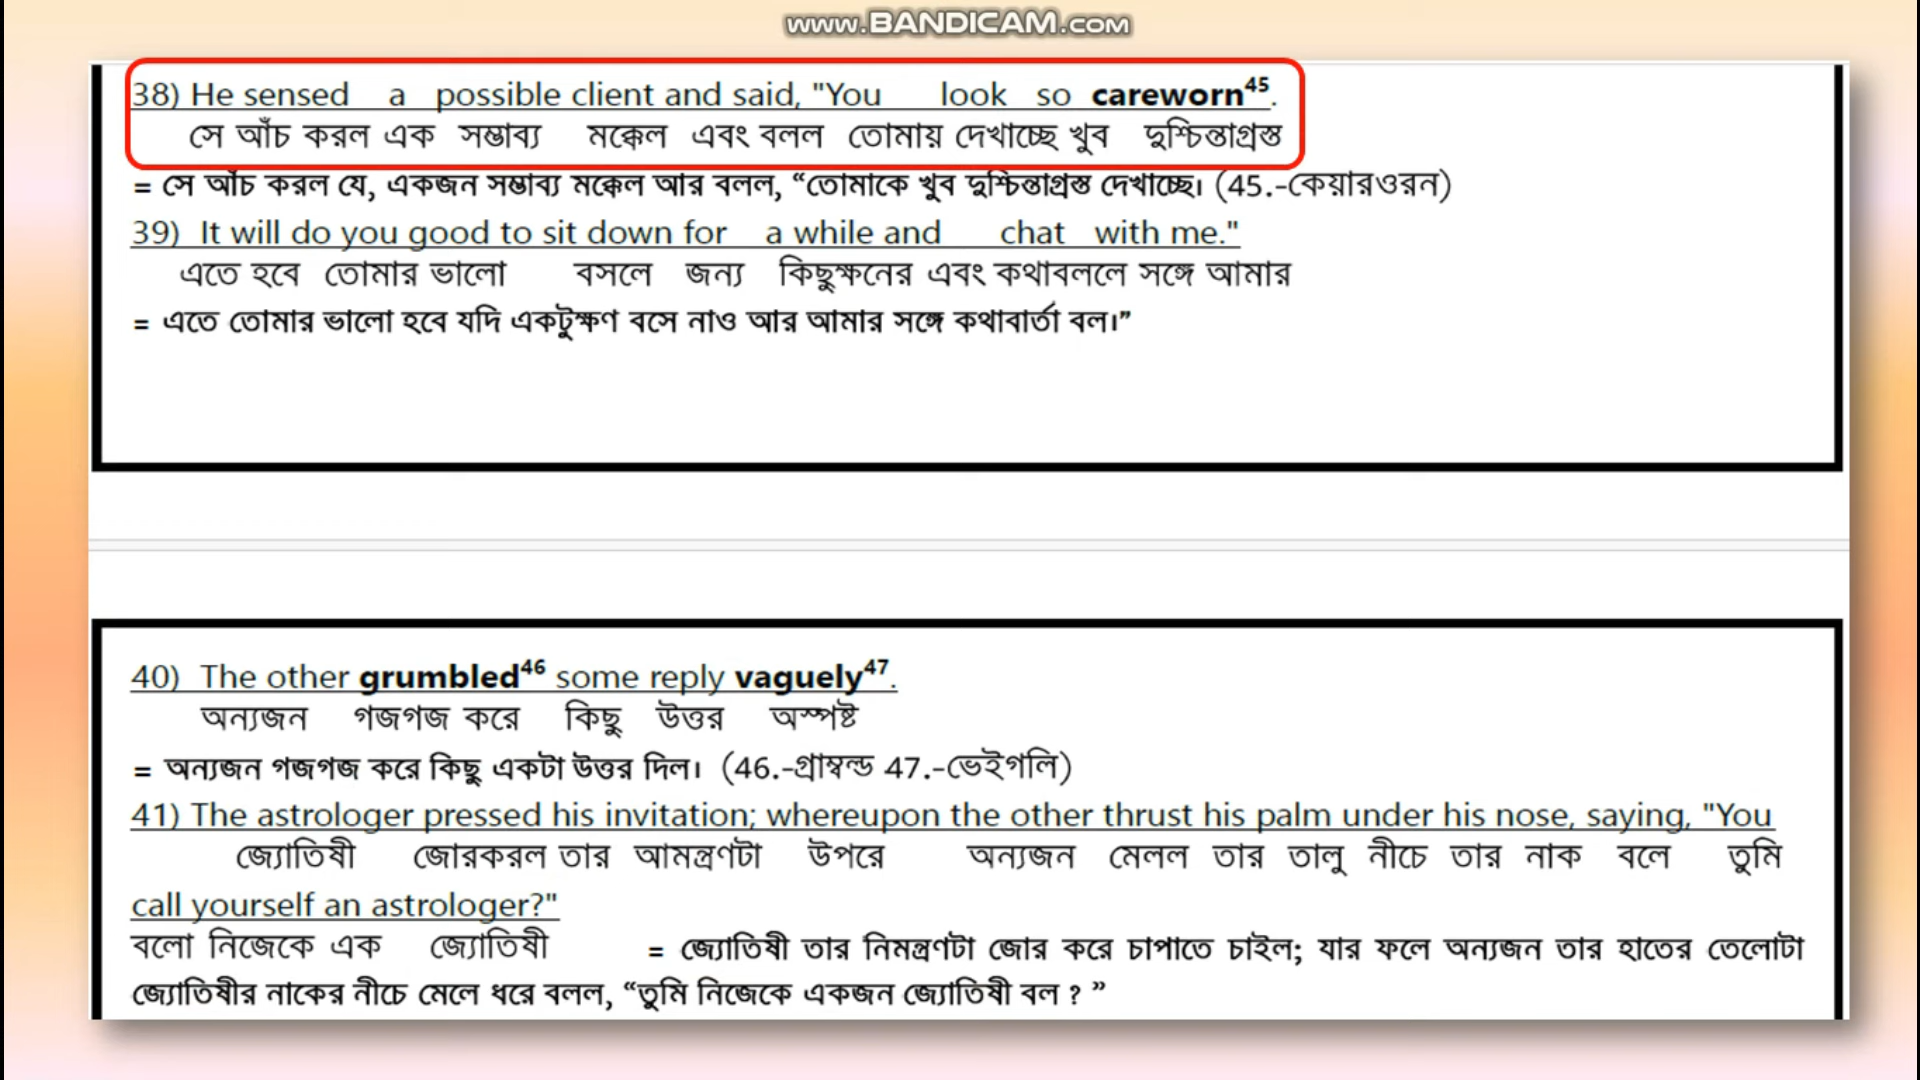 www.BANDICAM.com
38) He sensed a possible client and said, "You look so careworn45.
সে আঁচ করল এক সম্ভাব্য মক্কেল এবং বলল তোমায় দেখাচ্ছে খুব দুশ্চিন্তাগ্রস্ত
= সে আঁচ করল যে, একজন সম্ভাব্য মক্কেল আর বলল, “তোমাকে খুব দুশ্চিন্তাগ্রস্ত দেখাচ্ছে। (45.-কেয়ারওরন)
39) It will do you good to sit down for a while and chat with me."
এতে হবে তোমার ভালো বসলে জন্য কিছুক্ষনের এবং কথাবললে সঙ্গে আমার
= এতে তোমার ভালো হবে যদি একটুক্ষণ বসে নাও আর আমার সঙ্গে কথাবার্তা বল।”
40) The other grumbled46 some reply vaguely47.
অন্যজন গজগজ করে কিছু উত্তর অস্পষ্ট
= অন্যজন গজগজ করে কিছু একটা উত্তর দিল। (46.-গ্রাম্বল্ড 47.-ভেইগলি)
41) The astrologer pressed his invitation; whereupon the other thrust his palm under his nose, saying, "You
জ্যোতিষী জোরকরল তার আমন্ত্রণটা উপরে অন্যজন মেলল তার তালু নীচে তার নাক বলে তুমি
call yourself an astrologer?"
বলো নিজেকে এক জ্যোতিষী = জ্যোতিষী তার নিমন্ত্রণটা জোর করে চাপাতে চাইল; যার ফলে অন্যজন তার হাতের তেলোটা
জ্যোতিষীর নাকের নীচে মেলে ধরে বলল, “তুমি নিজেকে একজন জ্যোতিষী বল ? ”